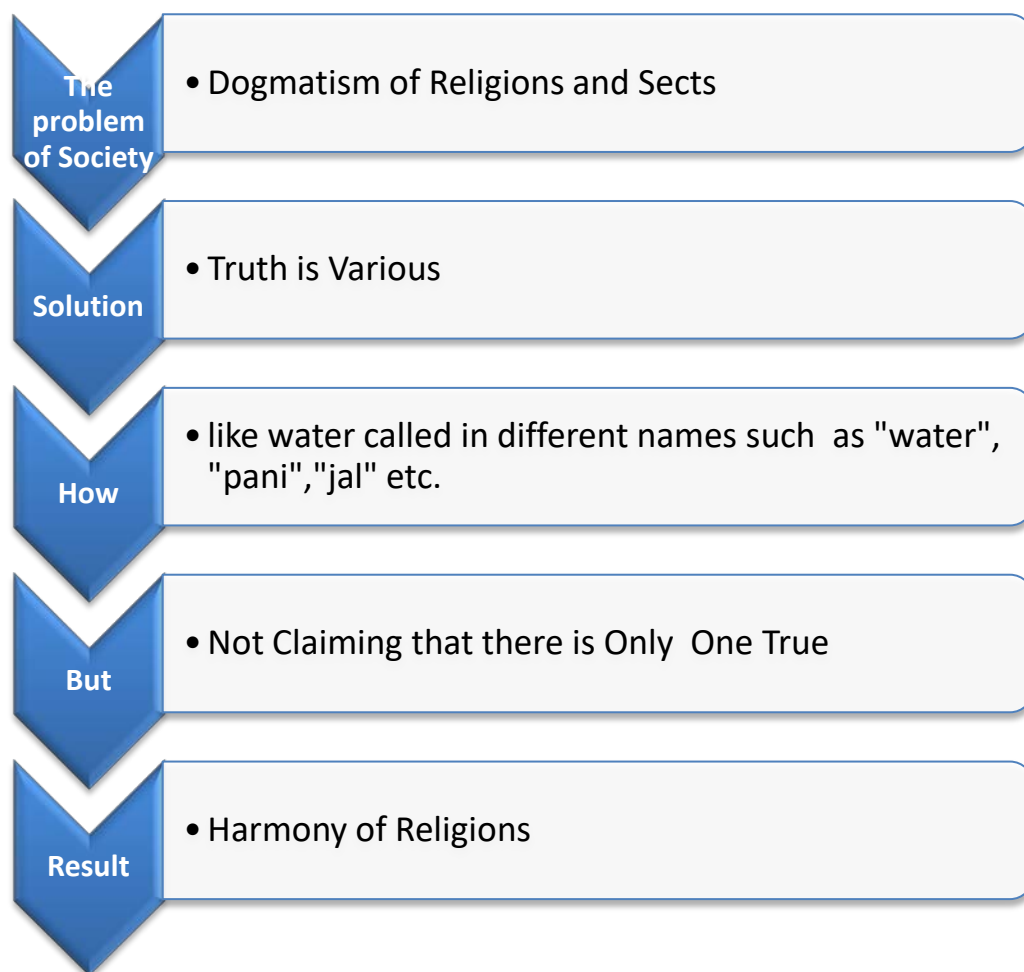 The
problem
of Society
• Dogmatism of Religions and Sects
Solution
• Truth is Various
How
• like water called in different names such as "water",
"pani","jal" etc.
But
• Not Claiming that there is Only One True
Result
• Harmony of Religions